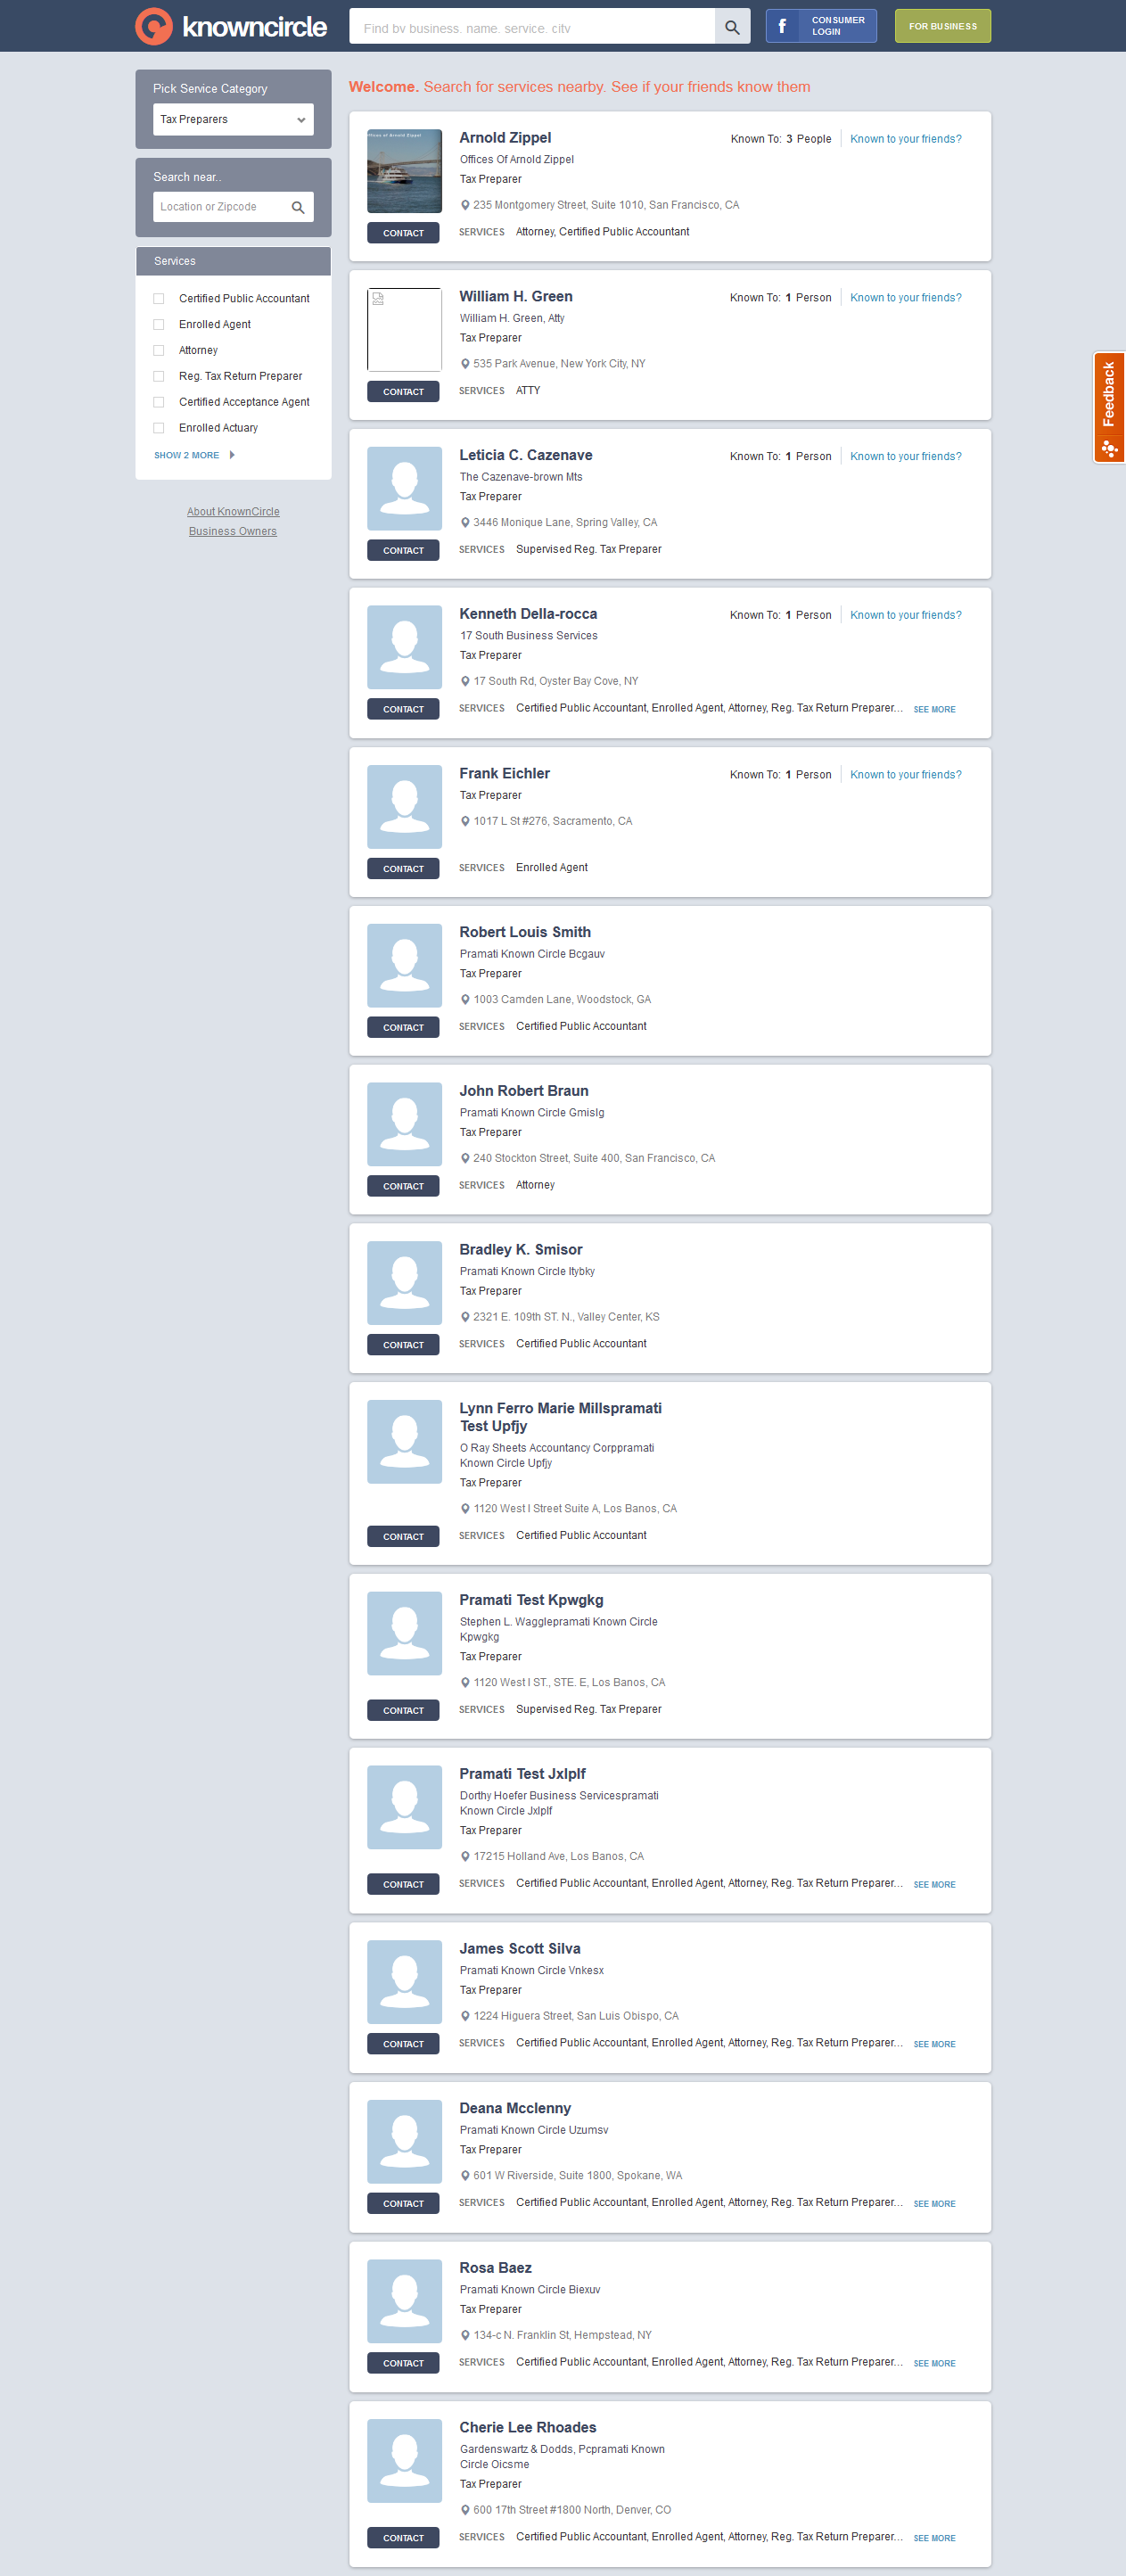 knowncircle
Find by business, name, service, city
CONSUMER
LOGIN
FOR BUSINESS
Pick Service Category
Tax Preparers
Search near..
Location or Zipcode
Services
Certified Public Accountant
Enrolled Agent
Attorney
Reg. Tax Return Preparer
Certified Acceptance Agent
Enrolled Actuary
SHOW 2 MORE
About KnownCircle
Business Owners
Feedback
Welcome. Search for services nearby. See if your friends know them
Offices of Arnold Zippel
Arnold Zippel
Known To: 3 People
Known to your friends?
Offices Of Arnold Zippel
Tax Preparer
235 Montgomery Street, Suite 1010, San Francisco, CA
CONTACT
SERVICES Attorney, Certified Public Accountant
William H. Green
Known To: 1 Person
Known to your friends?
William H. Green, Atty
Tax Preparer
535 Park Avenue, New York City, NY
CONTACT
SERVICES ATTY
Leticia C. Cazenave
Known To: 1 Person
Known to your friends?
The Cazenave-brown Mts
Tax Preparer
3446 Monique Lane, Spring Valley, CA
CONTACT
SERVICES Supervised Reg. Tax Preparer
Kenneth Della-rocca
Known To: 1 Person
Known to your friends?
17 South Business Services
Tax Preparer
17 South Rd, Oyster Bay Cove, NY
CONTACT
SERVICES Certified Public Accountant, Enrolled Agent, Attorney, Reg. Tax Return Preparer... SEE MORE
Frank Eichler
Known To: 1 Person
Known to your friends?
Tax Preparer
1017 L St #276, Sacramento, CA
CONTACT
SERVICES Enrolled Agent
Robert Louis Smith
Pramati Known Circle Bcgauv
Tax Preparer
1003 Camden Lane, Woodstock, GA
CONTACT
SERVICES Certified Public Accountant
John Robert Braun
Pramati Known Circle Gmislg
Tax Preparer
240 Stockton Street, Suite 400, San Francisco, CA
CONTACT
SERVICES Attorney
Bradley K. Smisor
Pramati Known Circle Itybky
Tax Preparer
2321 E. 109th ST. N., Valley Center, KS
CONTACT
SERVICES Certified Public Accountant
Lynn Ferro Marie Millspramati
Test Upfjy
O Ray Sheets Accountancy Corppramati
Known Circle Upfjy
Tax Preparer
1120 West I Street Suite A, Los Banos, CA
CONTACT
SERVICES Certified Public Accountant
Pramati Test Kpwgkg
Stephen L. Wagglepramati Known Circle
Kpwgkg
Tax Preparer
1120 West I ST., STE. E, Los Banos, CA
CONTACT
SERVICES Supervised Reg. Tax Preparer
Pramati Test Jxlplf
Dorthy Hoefer Business Servicespramati
Known Circle Jxlplf
Tax Preparer
17215 Holland Ave, Los Banos, CA
CONTACT
SERVICES Certified Public Accountant, Enrolled Agent, Attorney, Reg. Tax Return Preparer... SEE MORE
James Scott Silva
Pramati Known Circle Vnkesx
Tax Preparer
1224 Higuera Street, San Luis Obispo, CA
CONTACT
SERVICES Certified Public Accountant, Enrolled Agent, Attorney, Reg. Tax Return Preparer... SEE MORE
Deana Mcclenny
Pramati Known Circle Uzumsv
Tax Preparer
601 W Riverside, Suite 1800, Spokane, WA
CONTACT
SERVICES Certified Public Accountant, Enrolled Agent, Attorney, Reg. Tax Return Preparer... SEE MORE
Rosa Baez
Pramati Known Circle Biexuv
Tax Preparer
134-c N. Franklin St, Hempstead, NY
CONTACT
SERVICES Certified Public Accountant, Enrolled Agent, Attorney, Reg. Tax Return Preparer... SEE MORE
Cherie Lee Rhoades
Gardenswartz & Dodds, Pcpramati Known
Circle Oicsme
Tax Preparer
600 17th Street #1800 North, Denver, CO
CONTACT
SERVICES Certified Public Accountant, Enrolled Agent, Attorney, Reg. Tax Return Preparer... SEE MORE